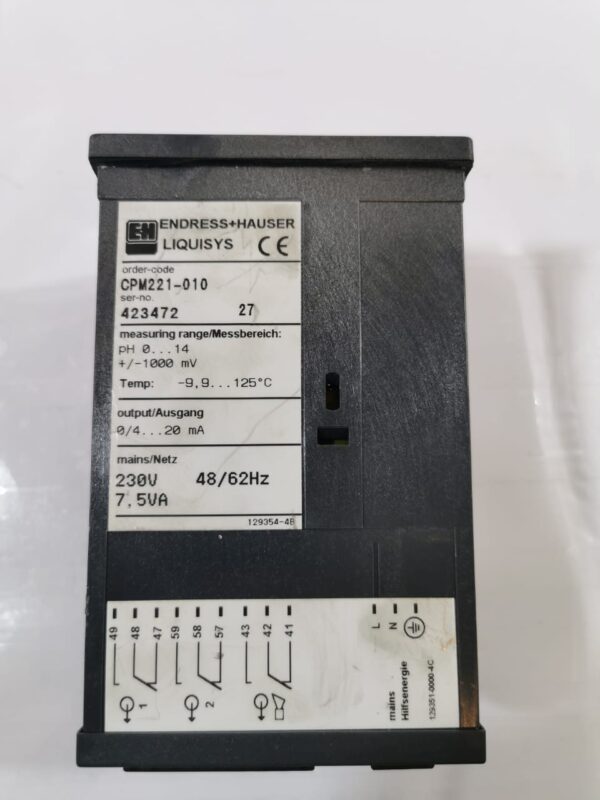 E+H ENDRESS+HAUSER
LIQUISYS CE
order-code
CPM221-010
ser-no.
423472 27
measuring range/Messbereich:
pH 0...14
+/-1000 mV
Temp: -9,9...125°C
output/Ausgang
0/4...20 mA
mains/Netz
230V 48/62Hz
7,5VA
129354-4B
49 48 47 59 58 57 43 42 41
1 2
L N
mains
Hilfsenergie
129351-0000-4C